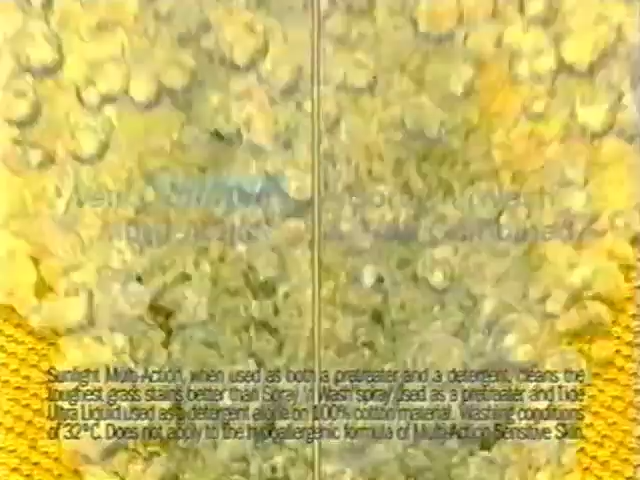 Sunlight Multi-Action, when used as both a pretreater and a detergent, cleans the
toughest grass stains better than Spray 'n Wash spray used as a pretreater and Tide
Ultra Liquid used as a detergent alone on 100% cotton material. Washing conditions
of 32°C. Does not apply to the hypoallergenic formula of Multi-Action Sensitive Skin.